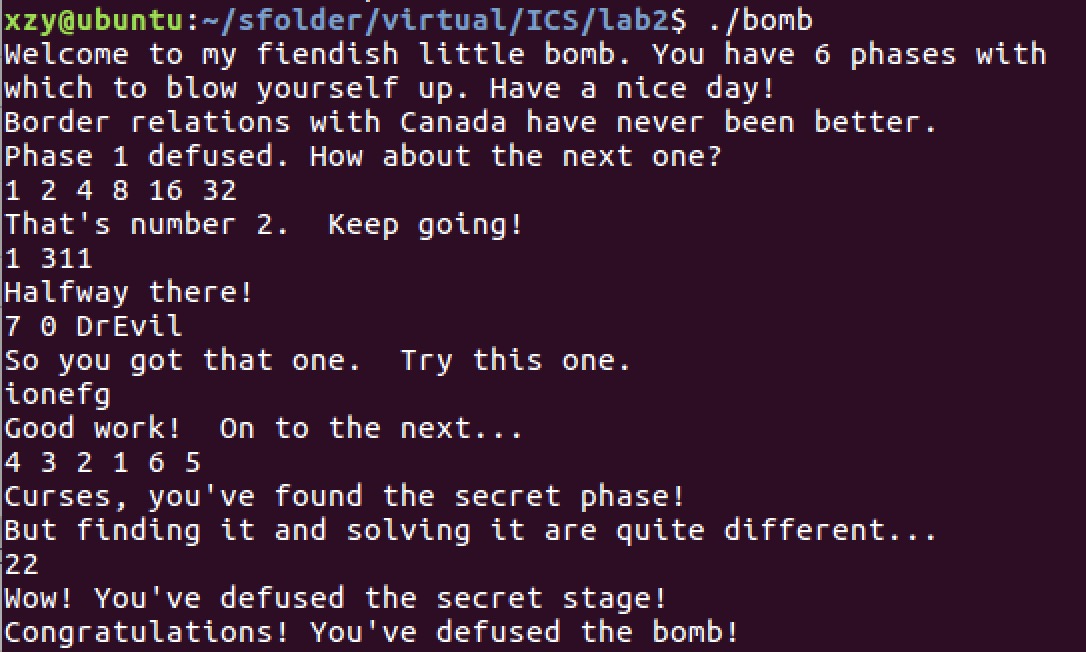 xzy@ubuntu:~/sfolder/virtual/ICS/lab2$ ./bomb
Welcome to my fiendish little bomb. You have 6 phases with
which to blow yourself up. Have a nice day!
Border relations with Canada have never been better.
Phase 1 defused. How about the next one?
1 2 4 8 16 32
That's number 2.  Keep going!
1 311
Halfway there!
7 0 DrEvil
So you got that one.  Try this one.
ionefg
Good work!  On to the next...
4 3 2 1 6 5
Curses, you've found the secret phase!
But finding it and solving it are quite different...
22
Wow! You've defused the secret stage!
Congratulations! You've defused the bomb!